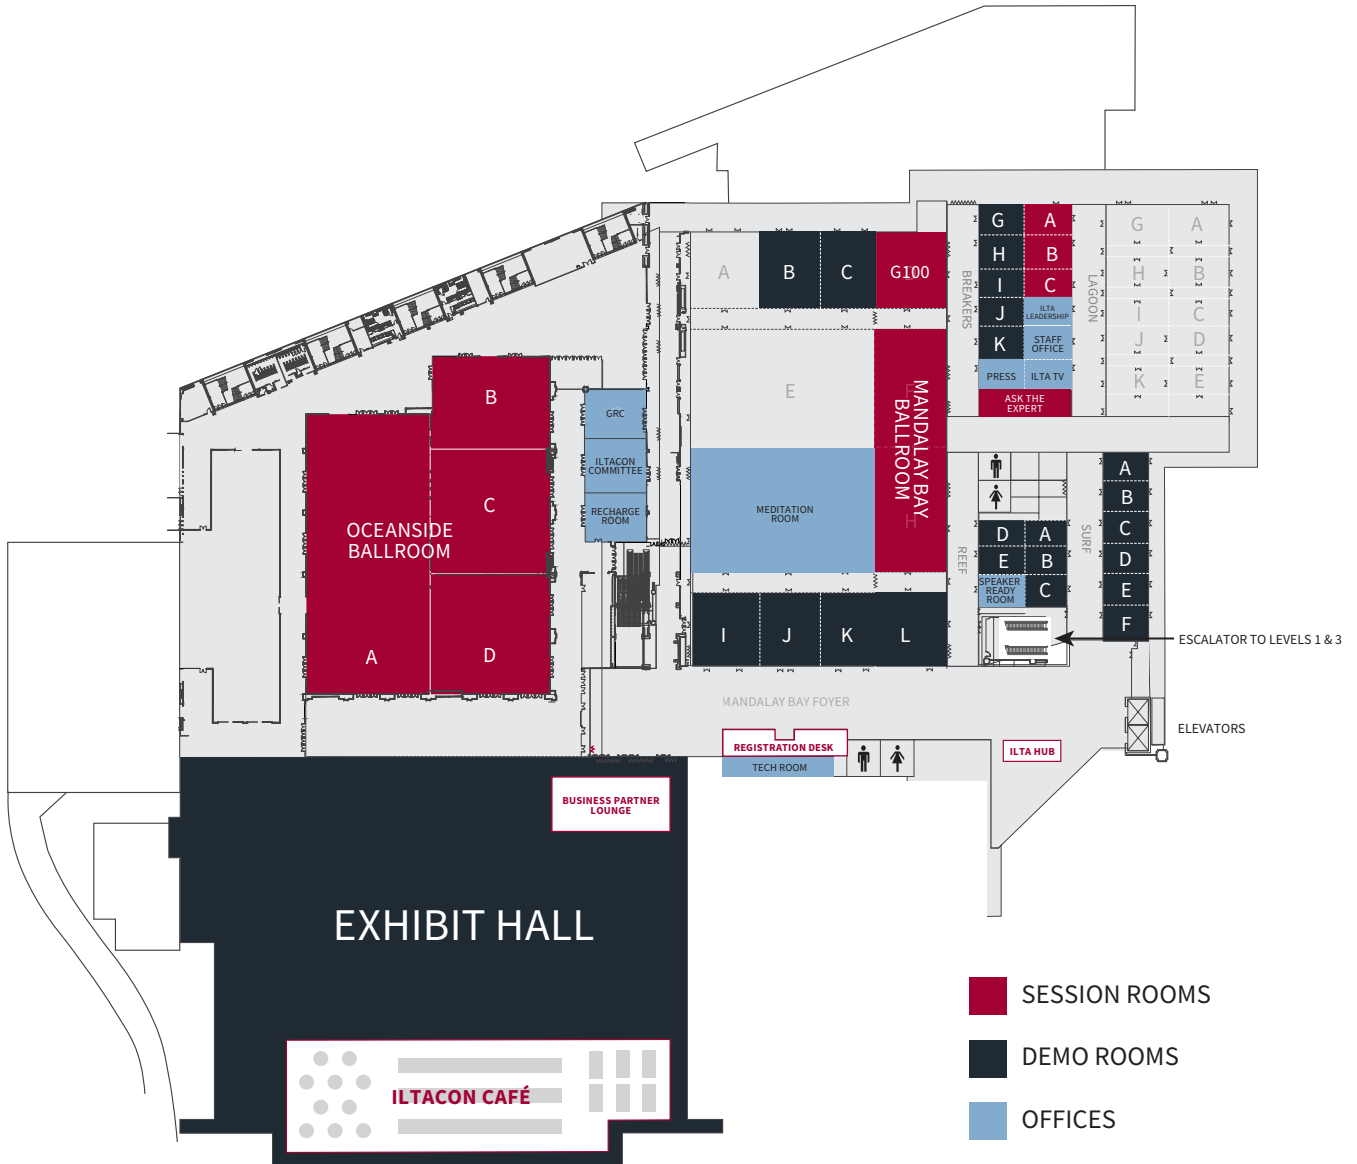 A
B
C
G100
BREAKERS
G
A
H
B
I
C
J
ILTA
LEADERSHIP
K
STAFF
OFFICE
PRESS
ILTA TV
ASK THE
EXPERT
LAGOON
G
A
H
B
I
C
J
D
K
E
B
C
OCEANSIDE
BALLROOM
A
D
GRC
ILTACON
COMMITTEE
RECHARGE
ROOM
E
F
MANDALAY BAY
BALLROOM
H
MEDITATION
ROOM
I
J
K
L
REEF
D
A
E
B
SPEAKER
READY
ROOM
C
SURF
A
B
C
D
E
F
ESCALATOR TO LEVELS 1 & 3
MANDALAY BAY FOYER
REGISTRATION DESK
TECH ROOM
ILTA HUB
ELEVATORS
BUSINESS PARTNER
LOUNGE
EXHIBIT HALL
ILTACON CAFÉ
SESSION ROOMS
DEMO ROOMS
OFFICES